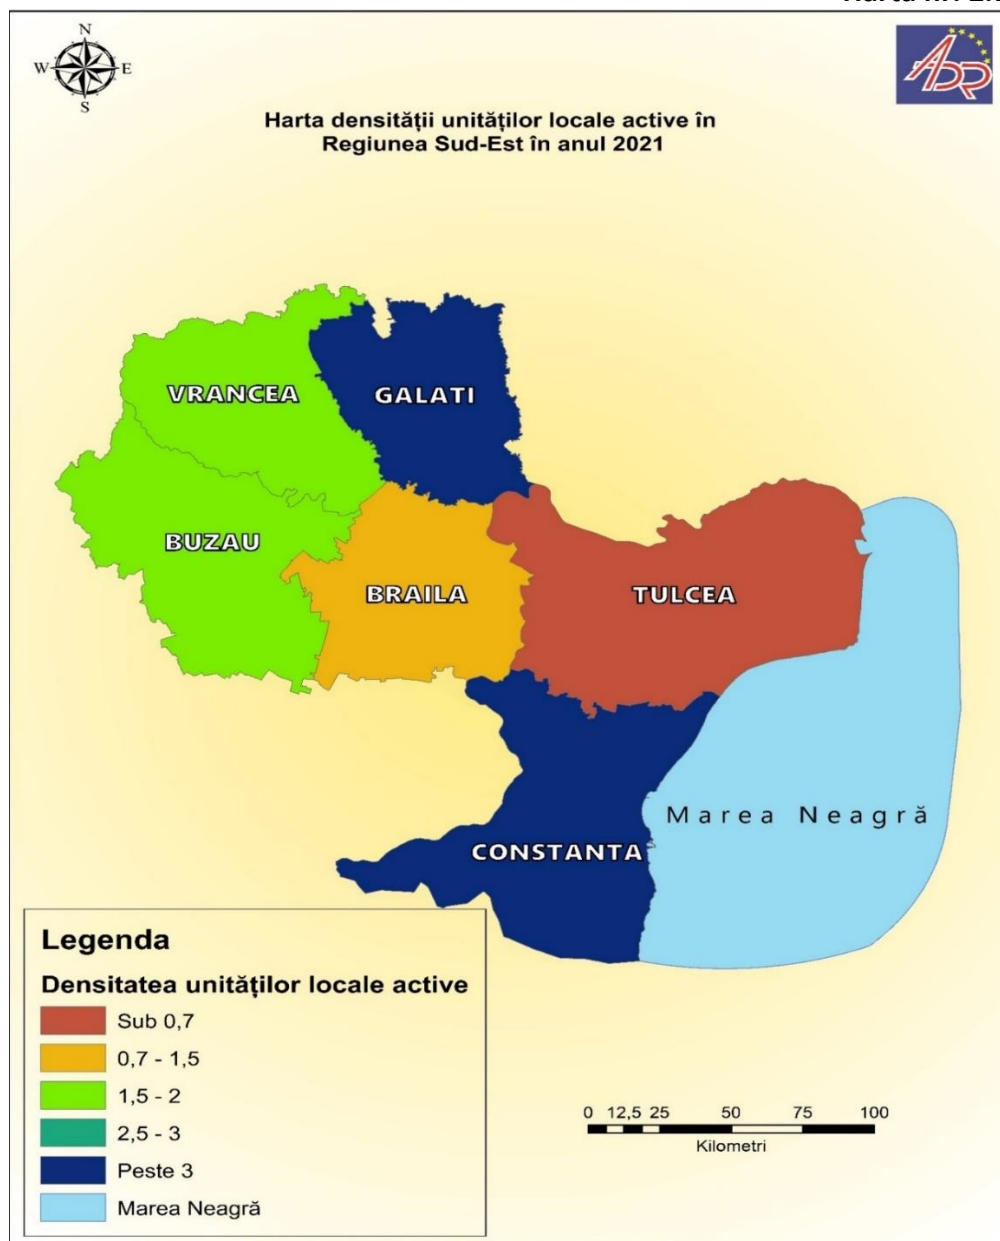 N
W E
S
ADR
Harta densității unităților locale active în
Regiunea Sud-Est în anul 2021
VRANCEA
GALATI
BUZAU
BRAILA
TULCEA
Marea Neagră
CONSTANTA
Legenda
Densitatea unităților locale active
Sub 0,7
0,7 - 1,5
1,5 - 2
2,5 - 3
Peste 3
Marea Neagră
0 12,5 25 50 75 100
Kilometri